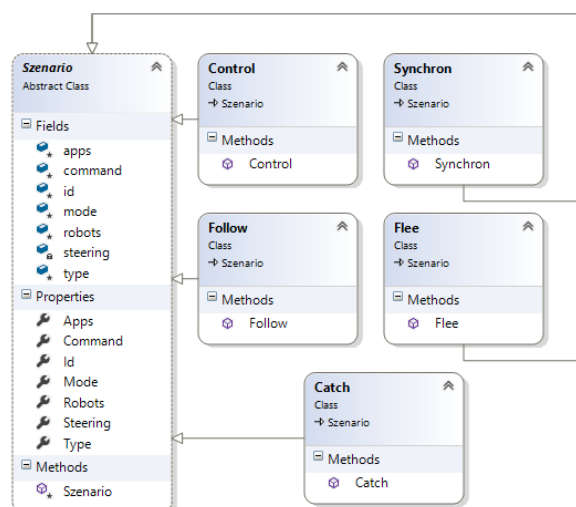 Szenario
Abstract Class
Fields
apps
command
id
mode
robots
steering
type
Properties
Apps
Command
Id
Mode
Robots
Steering
Type
Methods
Szenario
Control
Class
Szenario
Methods
Control
Synchron
Class
Szenario
Methods
Synchron
Follow
Class
Szenario
Methods
Follow
Flee
Class
Szenario
Methods
Flee
Catch
Class
Szenario
Methods
Catch